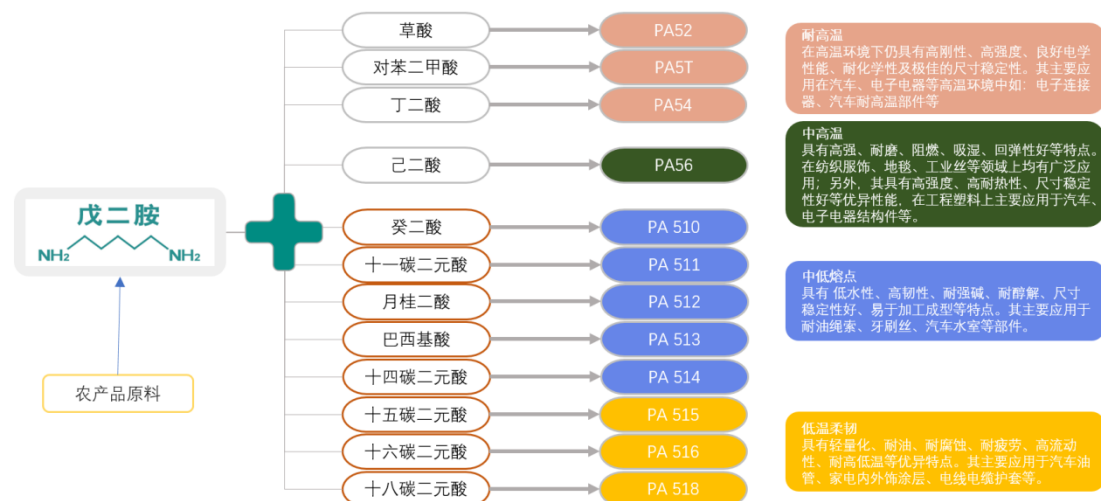 草酸
PA52
对苯二甲酸
PA5T
丁二酸
PA54
己二酸
PA56
癸二酸
PA 510
十一碳二元酸
PA 511
月桂二酸
PA 512
巴西基酸
PA 513
十四碳二元酸
PA 514
十五碳二元酸
PA 515
十六碳二元酸
PA 516
十八碳二元酸
PA 518
戊二胺
NH₂
NH₂
农产品原料
耐高温
在高温环境下仍具有高刚性、高强度、良好电学
性能、耐化学性及极佳的尺寸稳定性。其主要应
用在汽车、电子电器等高温环境中如：电子连接
器、汽车耐高温部件等
中高温
具有高强、耐磨、阻燃、吸湿、回弹性好等特点。
在纺织服饰、地毯、工业丝等领域上均有广泛应
用；另外，其具有高强度、高耐热性、尺寸稳定
性好等优异性能，在工程塑料上主要应用于汽车、
电子电器结构件等。
中低熔点
具有 低水性、高韧性、耐强碱、耐醇解、尺寸
稳定性好、易于加工成型等特点。其主要应用于
耐油绳索、牙刷丝、汽车水室等部件。
低温柔韧
具有轻量化、耐油、耐腐蚀、耐疲劳、高流动
性、耐高低温等优异特点。其主要应用于汽车油
管、家电内外饰涂层、电线电缆护套等。